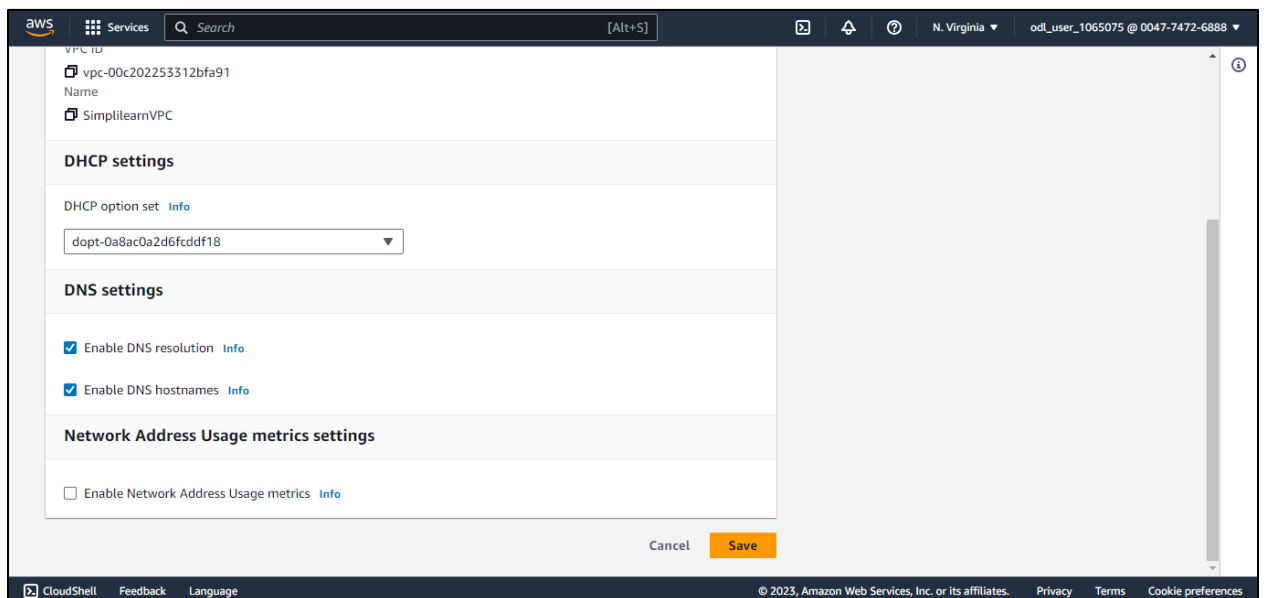 aws Services Search [Alt+S] N. Virginia odl_user_1065075 @ 0047-7472-6888
VPC ID
vpc-00c202253312bfa91
Name
SimplilearnVPC
DHCP settings
DHCP option set Info
dopt-0a8ac0a2d6fcddf18
DNS settings
Enable DNS resolution Info
Enable DNS hostnames Info
Network Address Usage metrics settings
Enable Network Address Usage metrics Info
Cancel Save
CloudShell Feedback Language © 2023, Amazon Web Services, Inc. or its affiliates. Privacy Terms Cookie preferences